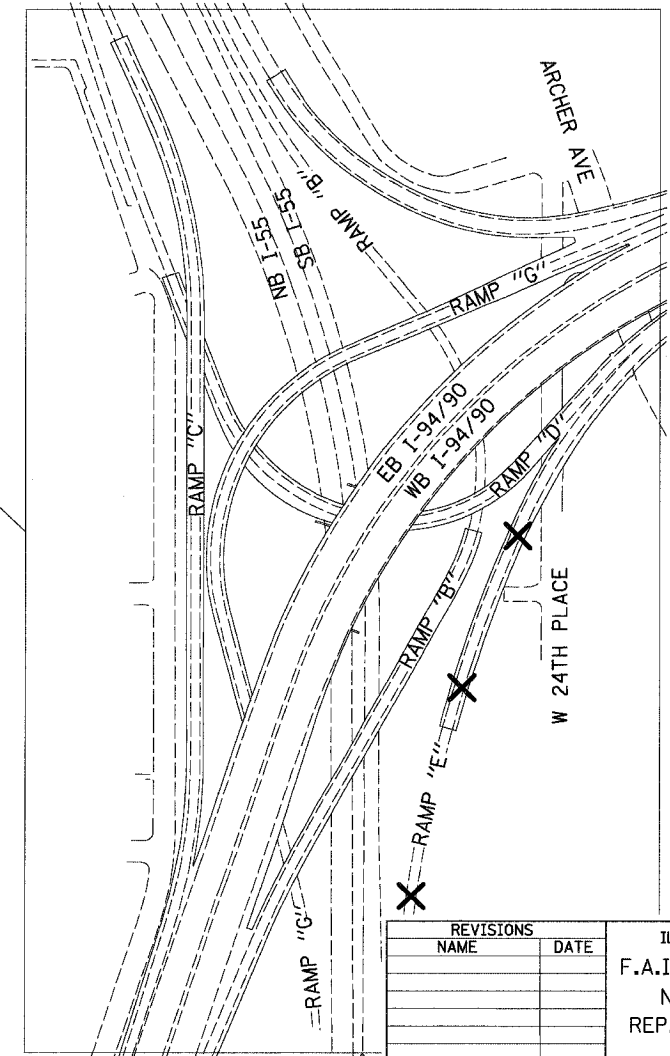 ARCHER AVE
RAMP "B"
NB I-55
SB I-55
RAMP "G"
EB I-94/90
WB I-94/90
RAMP "C"
RAMP "D"
RAMP "B"
W 24TH PLACE
RAMP "E"
RAMP "G"
REVISIONS
NAME DATE
F.A.I
REP.